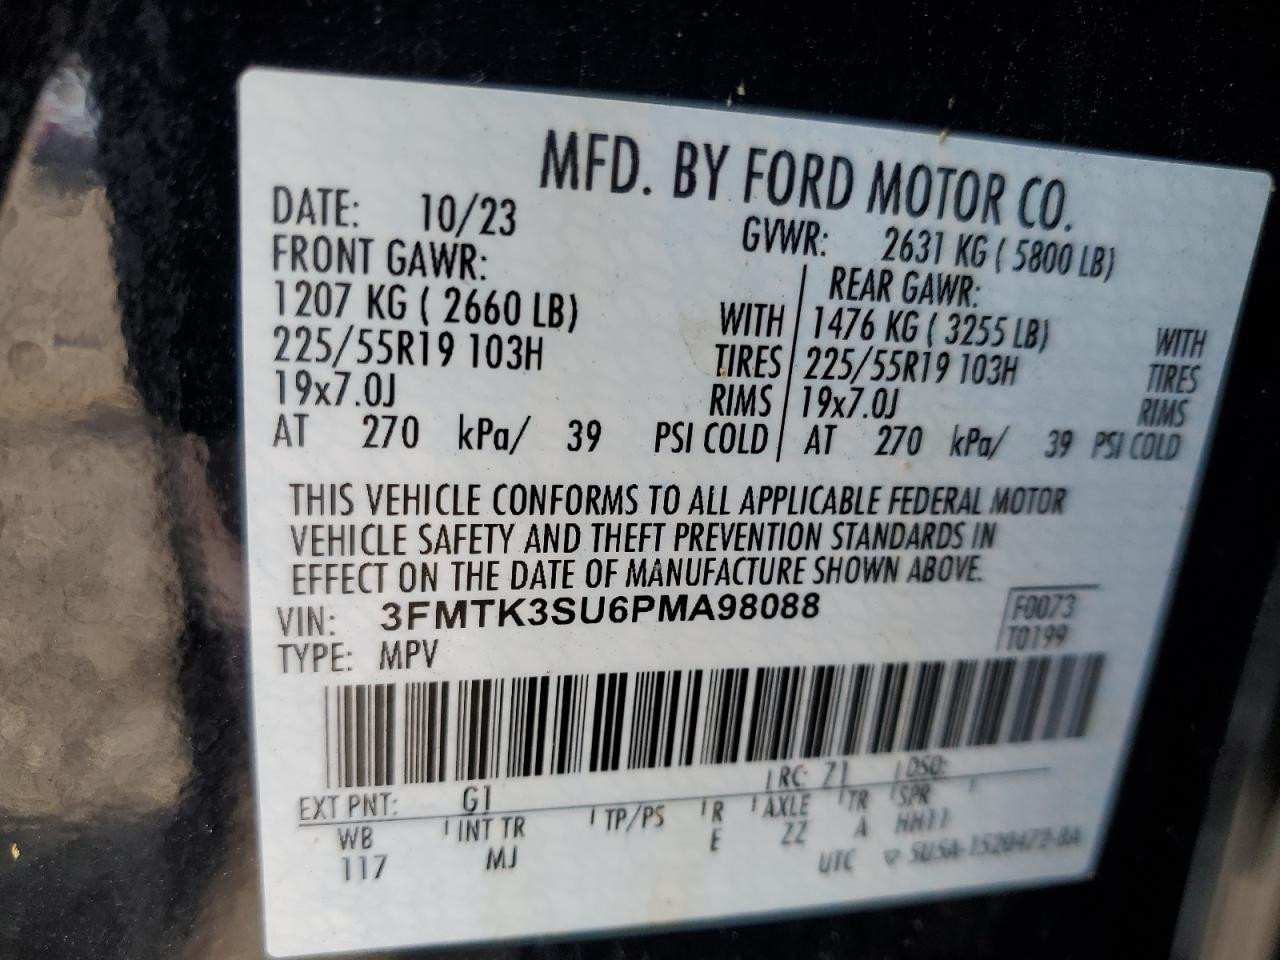 MFD. BY FORD MOTOR CO.
DATE: 10/23 GVWR: 2631 KG ( 5800 LB)
FRONT GAWR: REAR GAWR:
1207 KG ( 2660 LB) WITH 1476 KG ( 3255 LB) WITH
225/55R19 103H TIRES 225/55R19 103H TIRES
19x7.0J RIMS 19x7.0J RIMS
AT 270 kPa/ 39 PSI COLD AT 270 kPa/ 39 PSI COLD
THIS VEHICLE CONFORMS TO ALL APPLICABLE FEDERAL MOTOR
VEHICLE SAFETY AND THEFT PREVENTION STANDARDS IN
EFFECT ON THE DATE OF MANUFACTURE SHOWN ABOVE.
VIN: 3FMTK3SU6PMA98088 F0073
TYPE: MPV T0199
EXT PNT: G1 RC: 71 DSO:
WB INT TR TP/PS R AXLE TR SPR
117 MJ E ZZ A HH11
UTC SUSA-1520472-BA